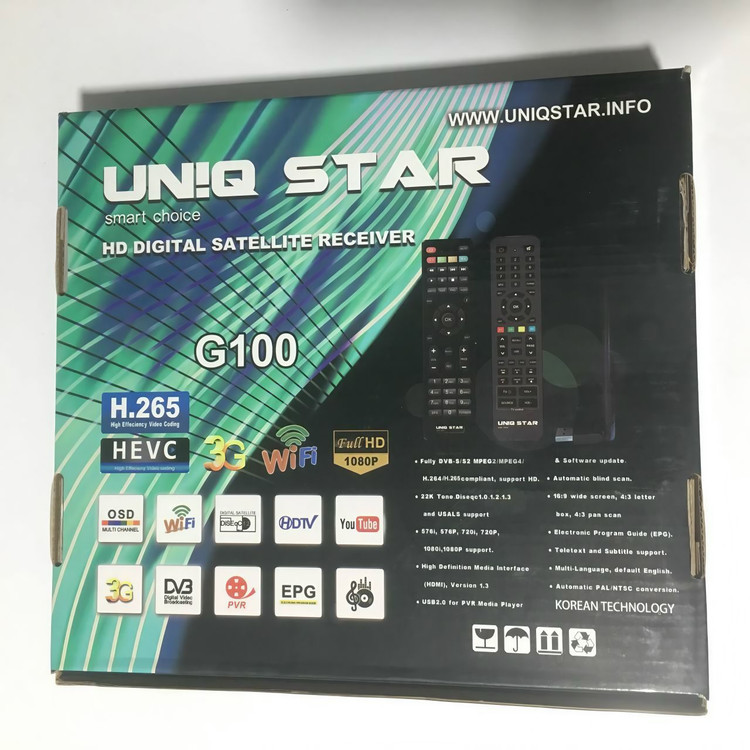 WWW.UNIQSTAR.INFO
UN!Q STAR
smart choice
HD DIGITAL SATELLITE RECEIVER
G100
H.265
High Effeciency Video Coding
HEVC
High Effeciency Video coding
3G
WiFi
Full HD
1080P
OSD
MULTI CHANNEL
WiFi
DIGITAL SATELLITE
DiSEqC
HDTV
YouTube
3G
DVB
Digital Video
Broadcasting
PVR
EPG
UNIQ STAR
UNIQ STAR
• Fully DVB-S/S2 MPEG2/MPEG4/
H.264/H.265compliant, support HD.
• 22K Tone.Diseqc1.0.1.2.1.3
and USALS support
• 576i, 576P, 720i, 720P,
1080i,1080P support.
• High Definition Media Interface
(HDMI), Version 1.3
• USB2.0 for PVR Media Player
& Software update.
• Automatic blind scan.
• 16:9 wide screen, 4:3 letter
box, 4:3 pan scan
• Electronic Program Guide (EPG).
• Teletext and Subtitle support.
• Multi-Language, default English.
• Automatic PAL/NTSC conversion.
KOREAN TECHNOLOGY